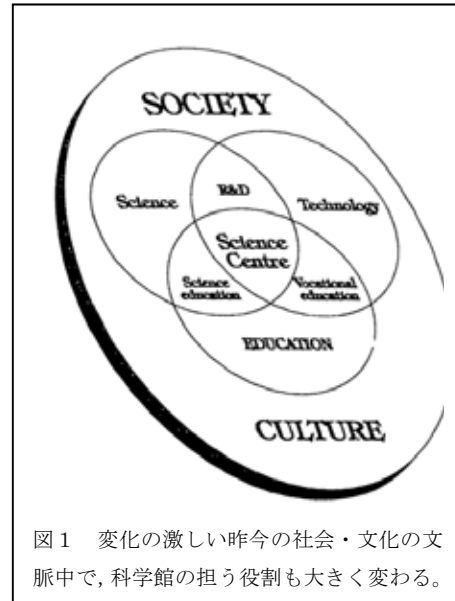 SOCIETY
R&D
Science
Technology
Science
Centre
Science
education
Vocational
education
EDUCATION
CULTURE
図１　変化の激しい昨今の社会・文化の文
脈中で，科学館の担う役割も大きく変わる。